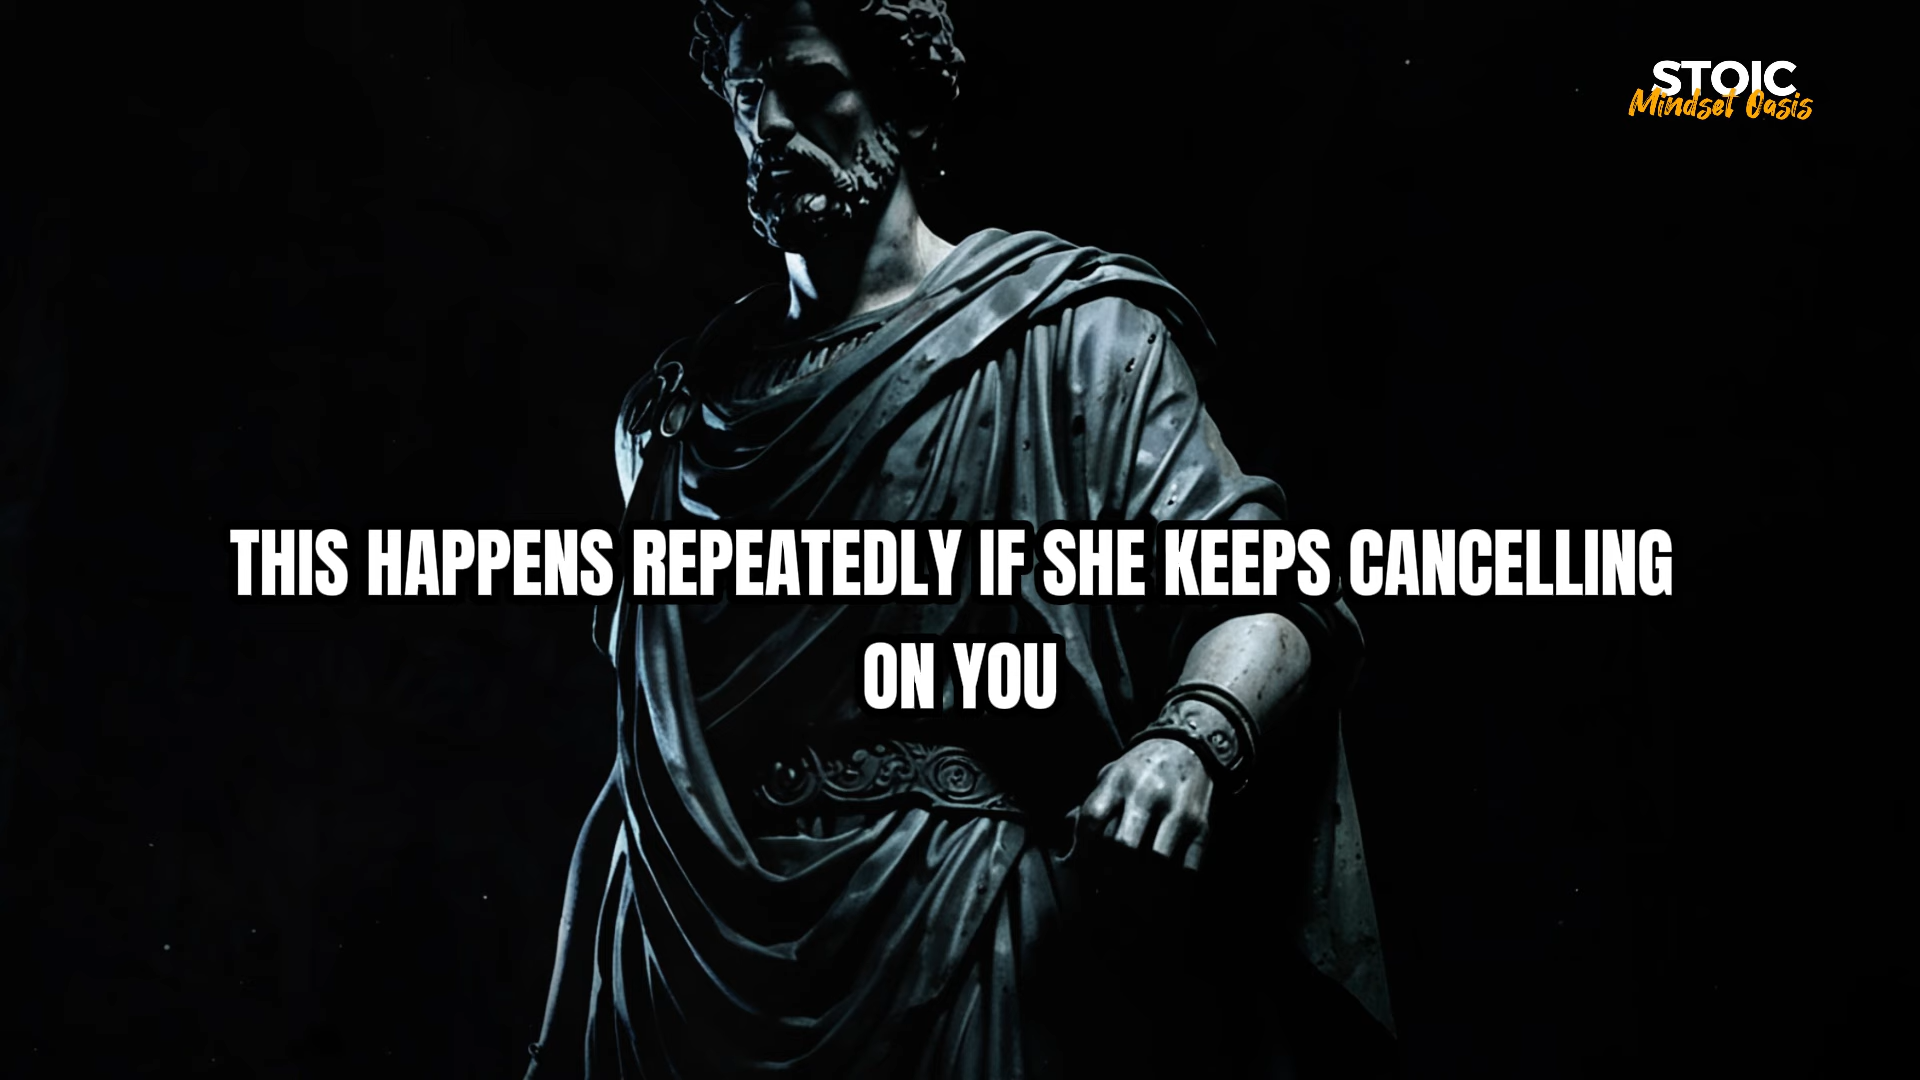 STOIC
Mindset Oasis
THIS HAPPENS REPEATEDLY IF SHE KEEPS CANCELLING
ON YOU